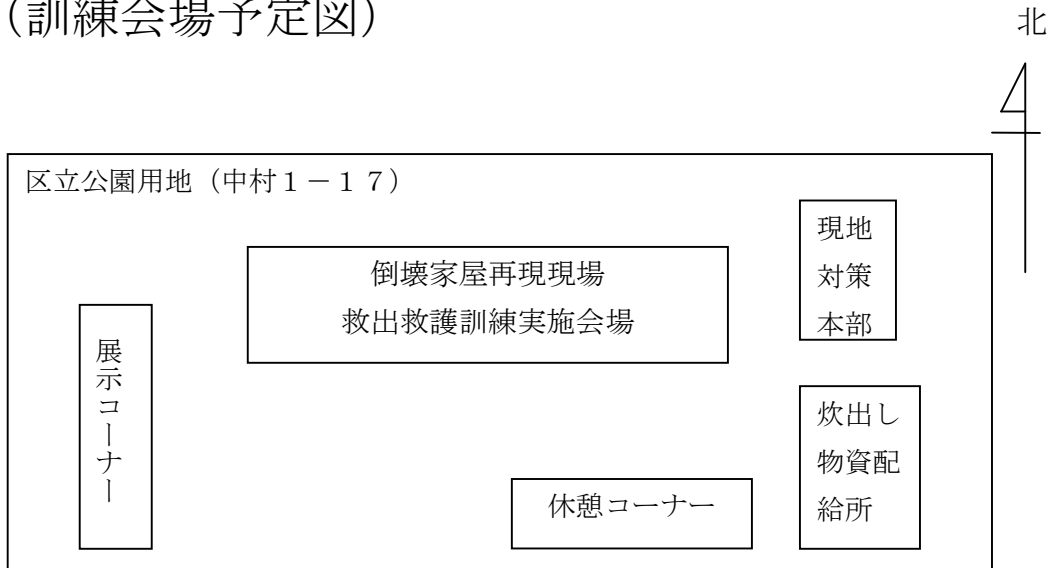 (訓練会場予定図)
北
区立公園用地（中村１－１７）
現地
対策
本部
倒壊家屋再現現場
救出救護訓練実施会場
展示コーナー
炊出し
物資配
給所
休憩コーナー